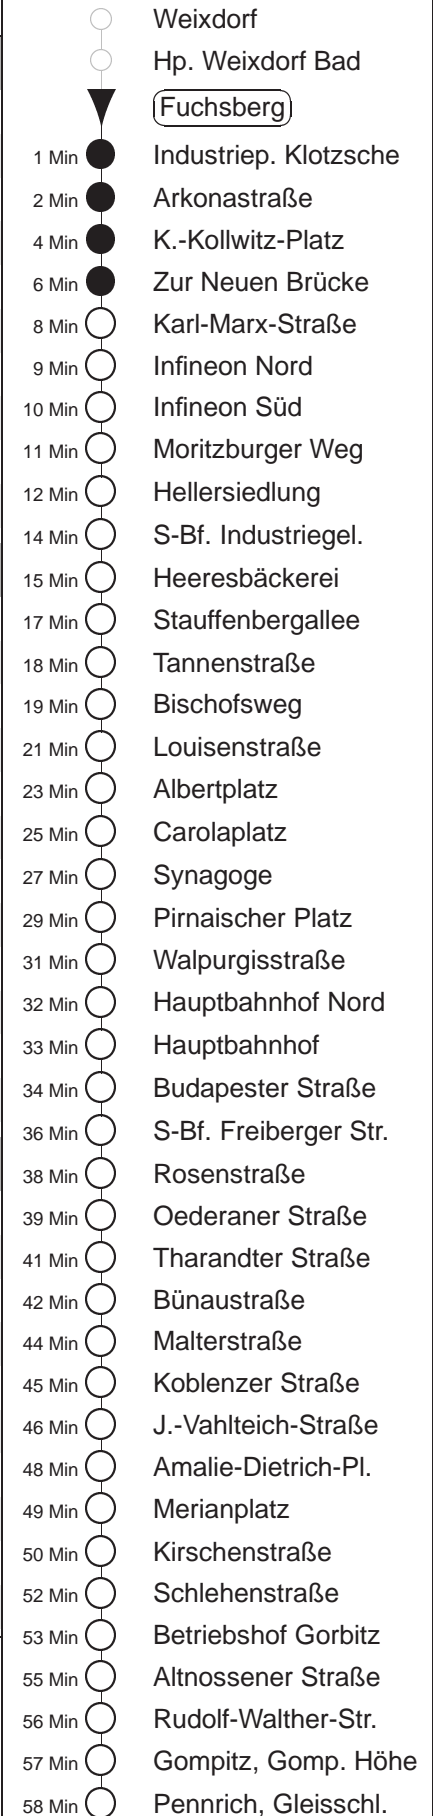 Weixdorf
Hp. Weixdorf Bad
Fuchsberg
1 Min Industriep. Klotzsche
2 Min Arkonastraße
4 Min K.-Kollwitz-Platz
6 Min Zur Neuen Brücke
8 Min Karl-Marx-Straße
9 Min Infineon Nord
10 Min Infineon Süd
11 Min Moritzburger Weg
12 Min Hellersiedlung
14 Min S-Bf. Industriegel.
15 Min Heeresbäckerei
17 Min Stauffenbergallee
18 Min Tannenstraße
19 Min Bischofsweg
21 Min Louisenstraße
23 Min Albertplatz
25 Min Carolaplatz
27 Min Synagoge
29 Min Pirnaischer Platz
31 Min Walpurgisstraße
32 Min Hauptbahnhof Nord
33 Min Hauptbahnhof
34 Min Budapester Straße
36 Min S-Bf. Freiberger Str.
38 Min Rosenstraße
39 Min Oederaner Straße
41 Min Tharandter Straße
42 Min Bünaustraße
44 Min Malterstraße
45 Min Koblenzer Straße
46 Min J.-Vahlteich-Straße
48 Min Amalie-Dietrich-Pl.
49 Min Merianplatz
50 Min Kirschenstraße
52 Min Schlehenstraße
53 Min Betriebshof Gorbitz
55 Min Altnossener Straße
56 Min Rudolf-Walther-Str.
57 Min Gompitz, Gomp. Höhe
58 Min Pennrich, Gleisschl.